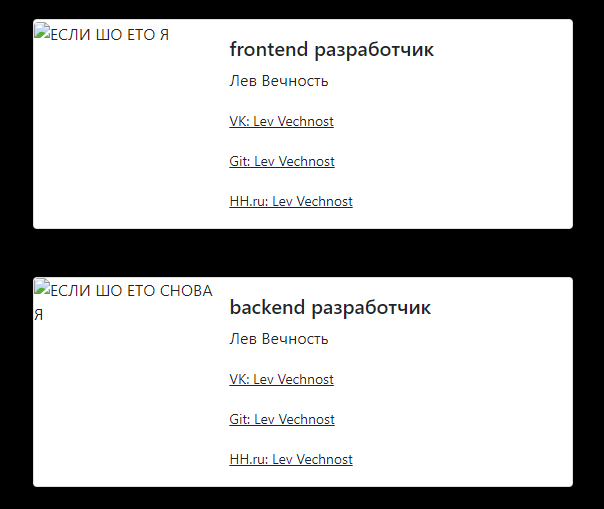 ЕСЛИ ШО ЕТО Я
frontend разработчик
Лев Вечность
VK: Lev Vechnost
Git: Lev Vechnost
HH.ru: Lev Vechnost
ЕСЛИ ШО ЕТО СНОВА
Я
backend разработчик
Лев Вечность
VK: Lev Vechnost
Git: Lev Vechnost
HH.ru: Lev Vechnost